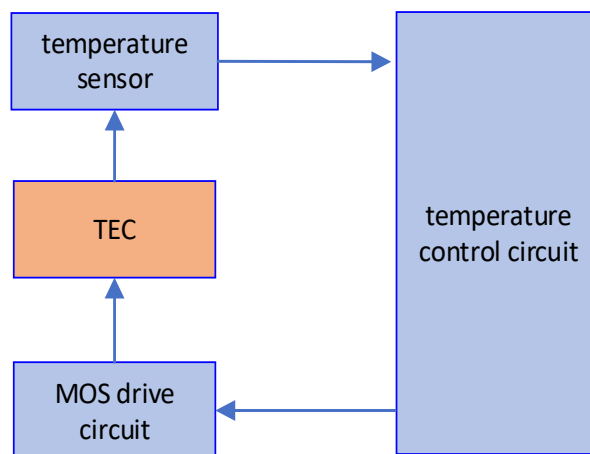 temperature
sensor
TEC
temperature
control circuit
MOS drive
circuit